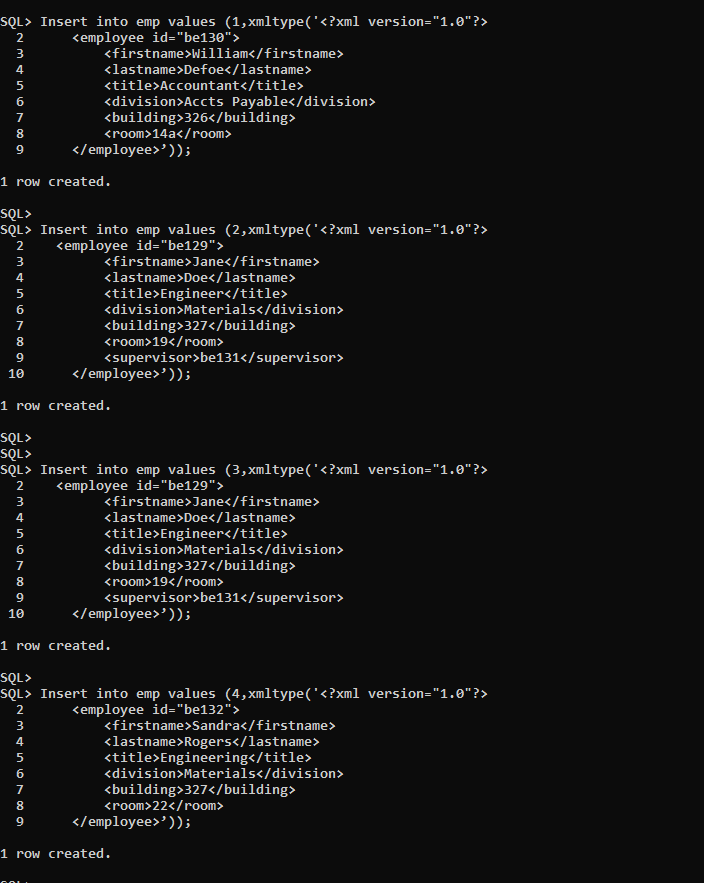 SQL> Insert into emp values (1,xmltype('<?xml version="1.0"?>
  2      <employee id="be130">
  3          <firstname>William</firstname>
  4          <lastname>Defoe</lastname>
  5          <title>Accountant</title>
  6          <division>Accts Payable</division>
  7          <building>326</building>
  8          <room>14a</room>
  9      </employee>’));
1 row created.
SQL>
SQL> Insert into emp values (2,xmltype('<?xml version="1.0"?>
  2    <employee id="be129">
  3          <firstname>Jane</firstname>
  4          <lastname>Doe</lastname>
  5          <title>Engineer</title>
  6          <division>Materials</division>
  7          <building>327</building>
  8          <room>19</room>
  9          <supervisor>be131</supervisor>
 10      </employee>’));
1 row created.
SQL>
SQL>
SQL> Insert into emp values (3,xmltype('<?xml version="1.0"?>
  2    <employee id="be129">
  3          <firstname>Jane</firstname>
  4          <lastname>Doe</lastname>
  5          <title>Engineer</title>
  6          <division>Materials</division>
  7          <building>327</building>
  8          <room>19</room>
  9          <supervisor>be131</supervisor>
 10      </employee>’));
1 row created.
SQL>
SQL> Insert into emp values (4,xmltype('<?xml version="1.0"?>
  2      <employee id="be132">
  3          <firstname>Sandra</firstname>
  4          <lastname>Rogers</lastname>
  5          <title>Engineering</title>
  6          <division>Materials</division>
  7          <building>327</building>
  8          <room>22</room>
  9      </employee>’));
1 row created.